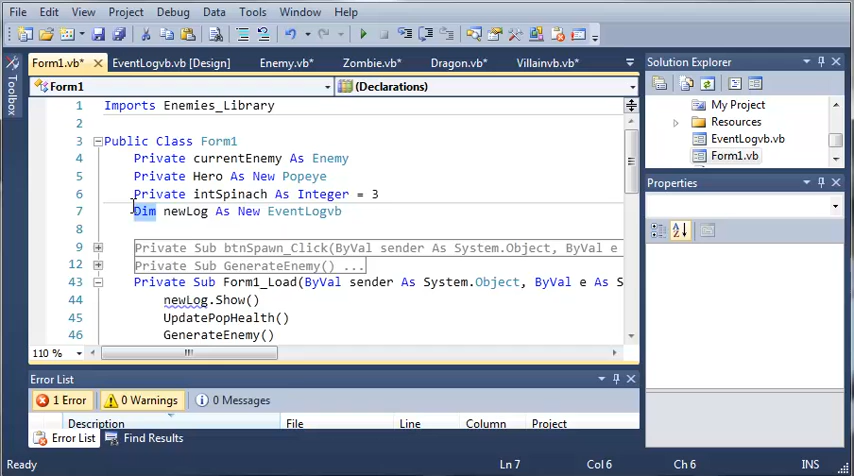 File Edit View Project Debug Data Tools Window Help
Form1.vb* EventLogvb.vb [Design] Enemy.vb* Zombie.vb* Dragon.vb* Villainvb.vb* Solution Explorer
Toolbox
Form1 (Declarations)
My Project
Resources
EventLogvb.vb
Form1.vb
1 Imports Enemies_Library
2
3 Public Class Form1
4 Private currentEnemy As Enemy
5 Private Hero As New Popeye
6 Private intSpinach As Integer = 3
7 Dim newLog As New EventLogvb
8
9 Private Sub btnSpawn_Click(ByVal sender As System.Object, ByVal e
12 Private Sub GenerateEnemy() ...
43 Private Sub Form1_Load(ByVal sender As System.Object, ByVal e As S
44 newLog.Show()
45 UpdatePopHealth()
46 GenerateEnemy()
110 %
Properties
Error List
1 Error 0 Warnings 0 Messages
Description File Line Column Project
Error List Find Results
Ready Ln 7 Col 6 Ch 6 INS